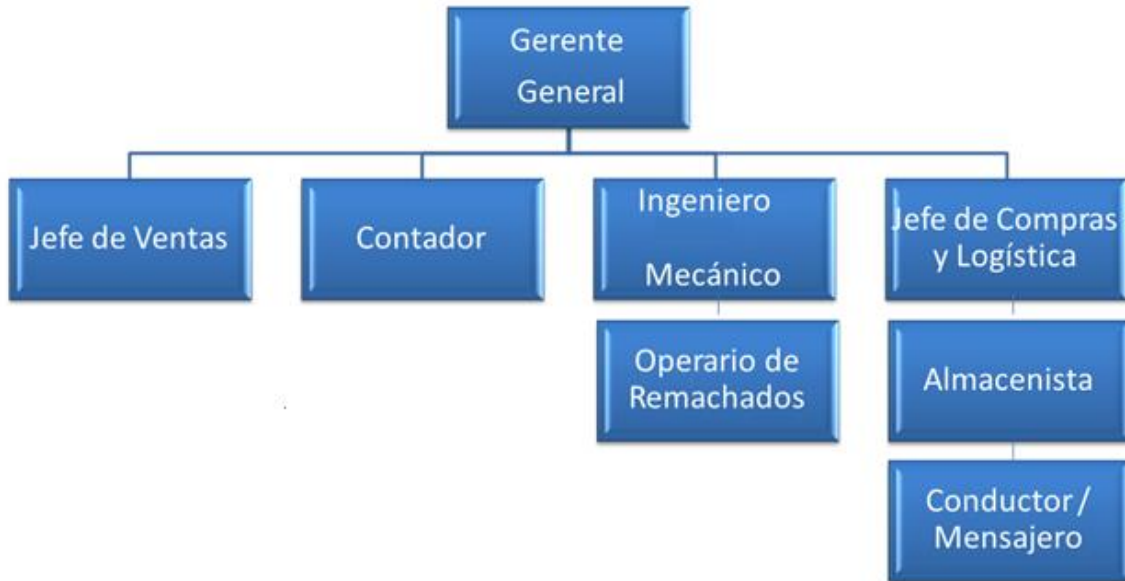 Gerente
General
Jefe de Ventas
Contador
Ingeniero
Mecánico
Jefe de Compras
y Logística
Operario de
Remachados
Almacenista
Conductor /
Mensajero